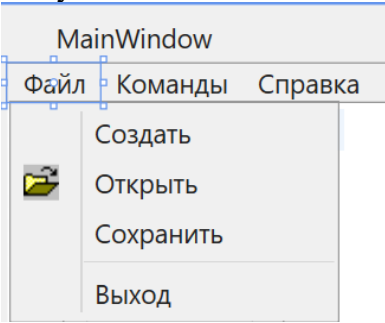 MainWindow
Файл Команды Справка
Создать
Открыть
Сохранить
Выход